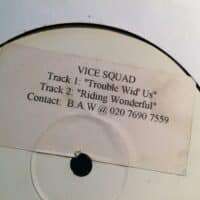 VICE SQUAD
Track 1: "Trouble Wid' Us"
Track 2: "Riding Wonderful"
Contact: B.A.W @ 020 7690 7559